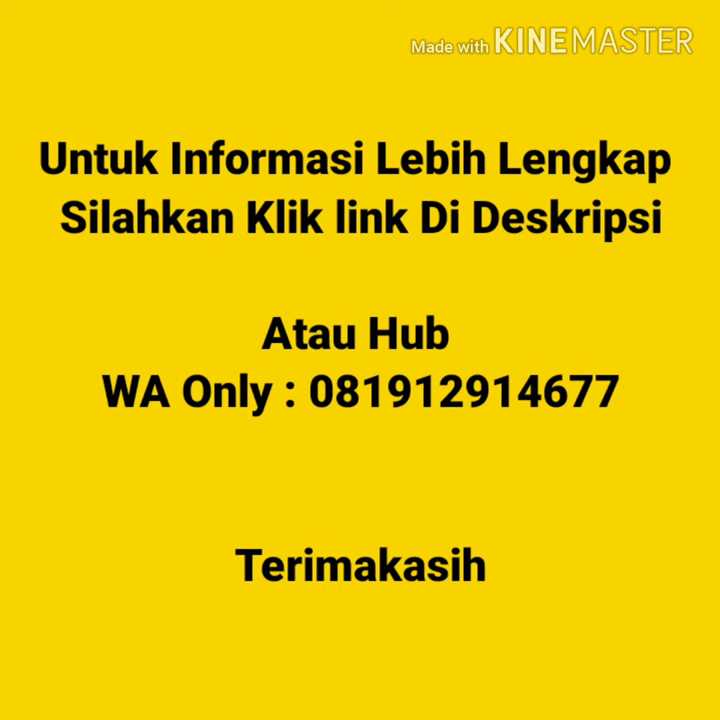 Made with KINEMASTER
Untuk Informasi Lebih Lengkap
Silahkan Klik link Di Deskripsi
Atau Hub
WA Only : 081912914677
Terimakasih